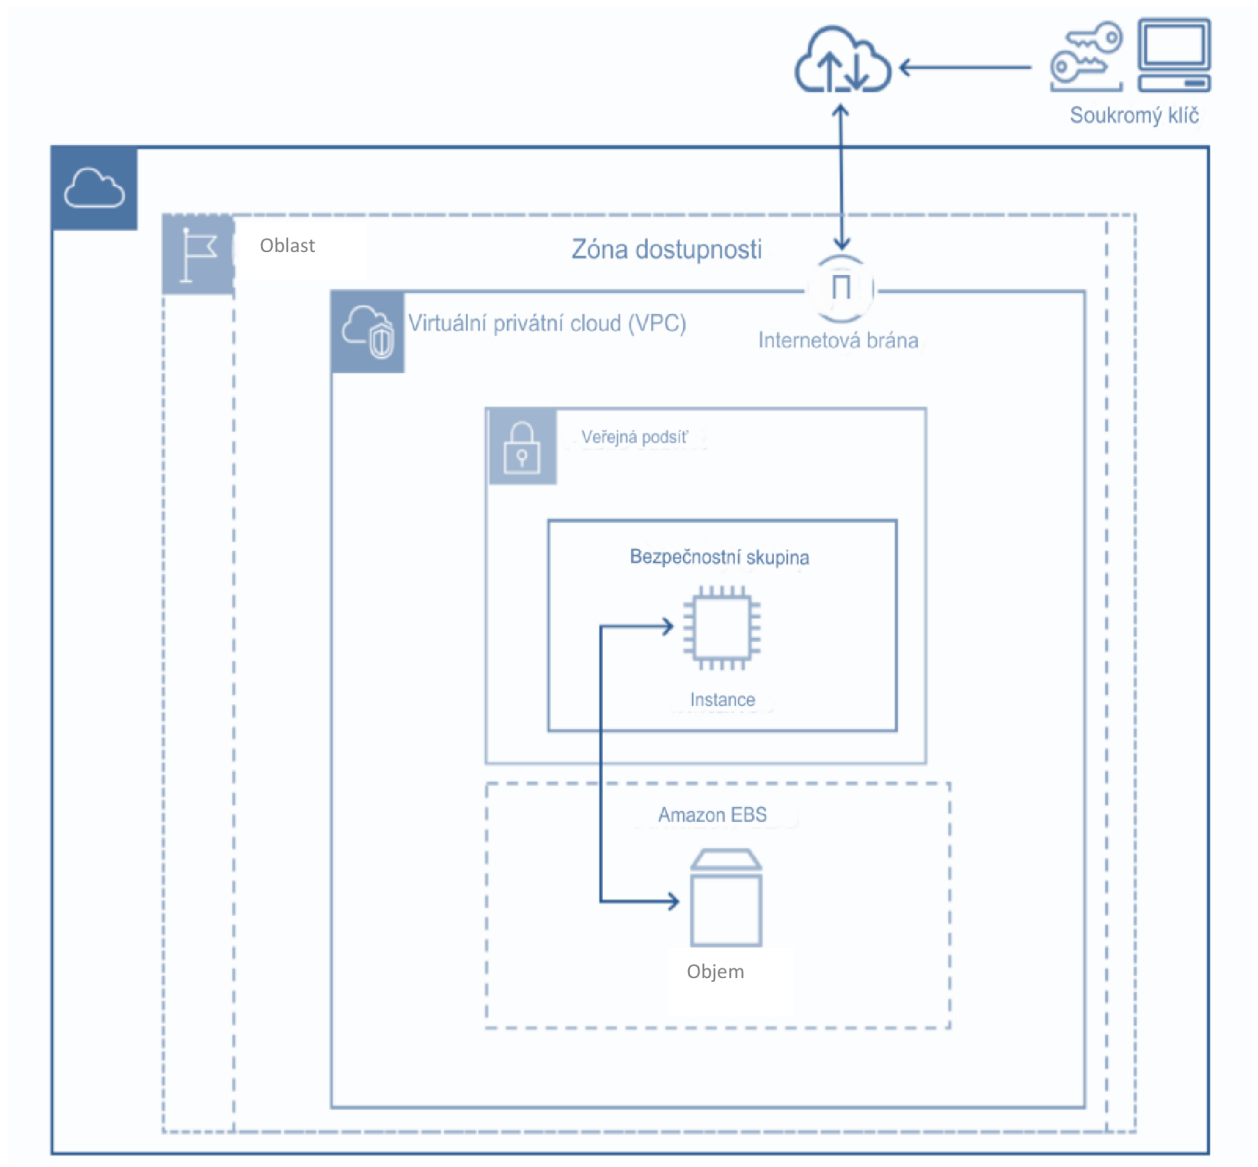 Soukromý klíč
Oblast
Zóna dostupnosti
Virtuální privátní cloud (VPC)
Internetová brána
Veřejná podsíť
Bezpečnostní skupina
Instance
Amazon EBS
Objem